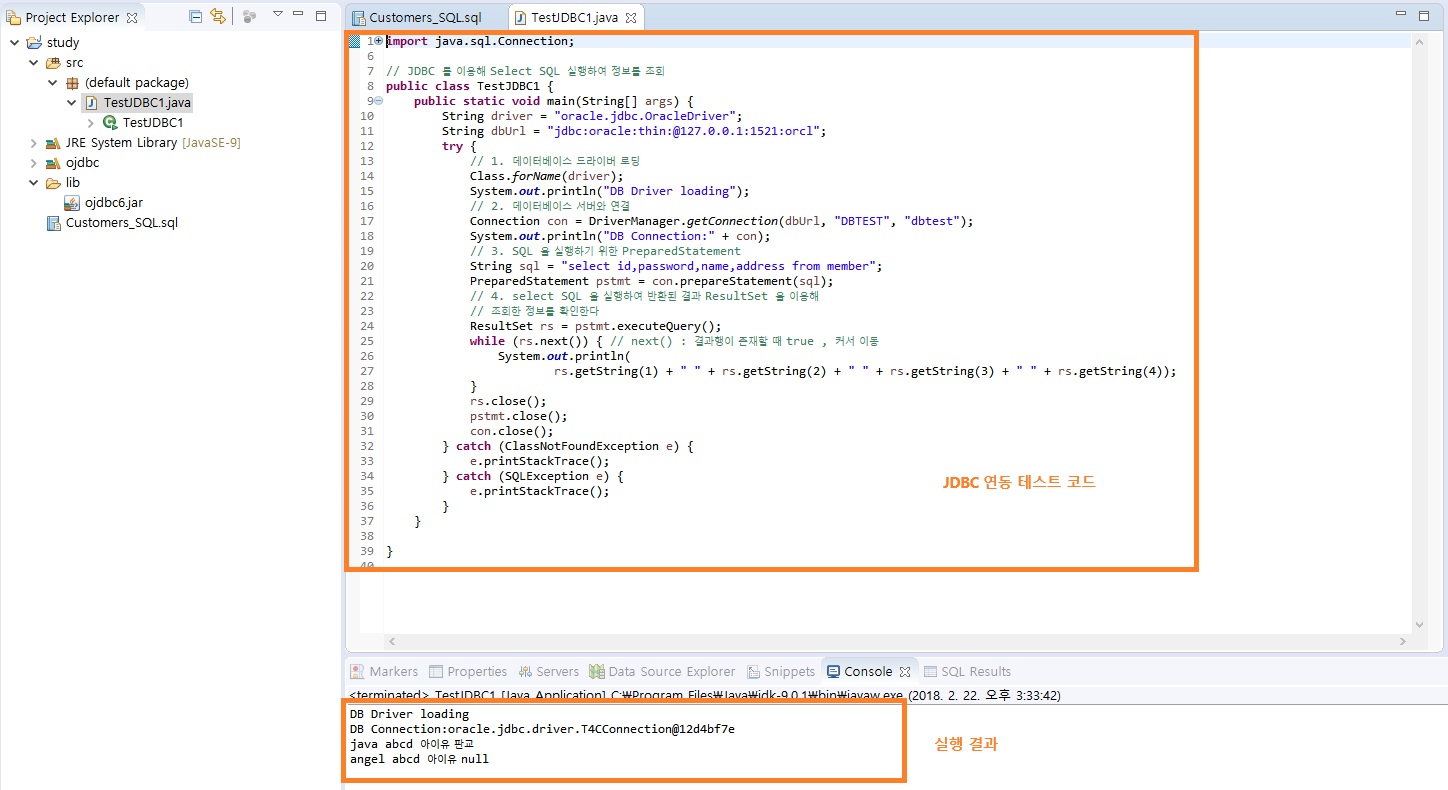 Project Explorer
study
src
(default package)
TestJDBC1.java
TestJDBC1
JRE System Library [JavaSE-9]
ojdbc
lib
ojdbc6.jar
Customers_SQL.sql
Customers_SQL.sql
TestJDBC1.java
1 import java.sql.Connection;
6
7 // JDBC 를 이용해 Select SQL 실행하여 정보를 조회
8 public class TestJDBC1 {
9 public static void main(String[] args) {
10 String driver = "oracle.jdbc.OracleDriver";
11 String dbUrl = "jdbc:oracle:thin:@127.0.0.1:1521:orcl";
12 try {
13 // 1. 데이터베이스 드라이버 로딩
14 Class.forName(driver);
15 System.out.println("DB Driver loading");
16 // 2. 데이터베이스 서버와 연결
17 Connection con = DriverManager.getConnection(dbUrl, "DBTEST", "dbtest");
18 System.out.println("DB Connection:" + con);
19 // 3. SQL 을 실행하기 위한 PreparedStatement
20 String sql = "select id,password,name,address from member";
21 PreparedStatement pstmt = con.prepareStatement(sql);
22 // 4. select SQL 을 실행하여 반환된 결과 ResultSet 을 이용해
23 // 조회한 정보를 확인한다
24 ResultSet rs = pstmt.executeQuery();
25 while (rs.next()) { // next() : 결과행이 존재할 때 true , 커서 이동
26 System.out.println(
27 rs.getString(1) + " " + rs.getString(2) + " " + rs.getString(3) + " " + rs.getString(4));
28 }
29 rs.close();
30 pstmt.close();
31 con.close();
32 } catch (ClassNotFoundException e) {
33 e.printStackTrace();
34 } catch (SQLException e) {
35 e.printStackTrace();
36 }
37 }
38
39 }
40
JDBC 연동 테스트 코드
Markers Properties Servers Data Source Explorer Snippets Console SQL Results
<terminated> TestJDBC1 [Java Application] C:₩Program Files₩Java₩jdk-9.0.1₩bin₩javaw.exe (2018. 2. 22. 오후 3:33:42)
DB Driver loading
DB Connection:oracle.jdbc.driver.T4CConnection@12d4bf7e
java abcd 아이유 판교
angel abcd 아이유 null
실행 결과